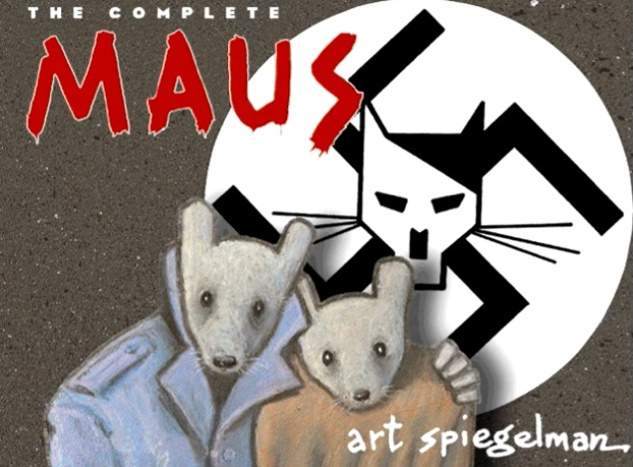 THE COMPLETE
MAUS
art spiegelman